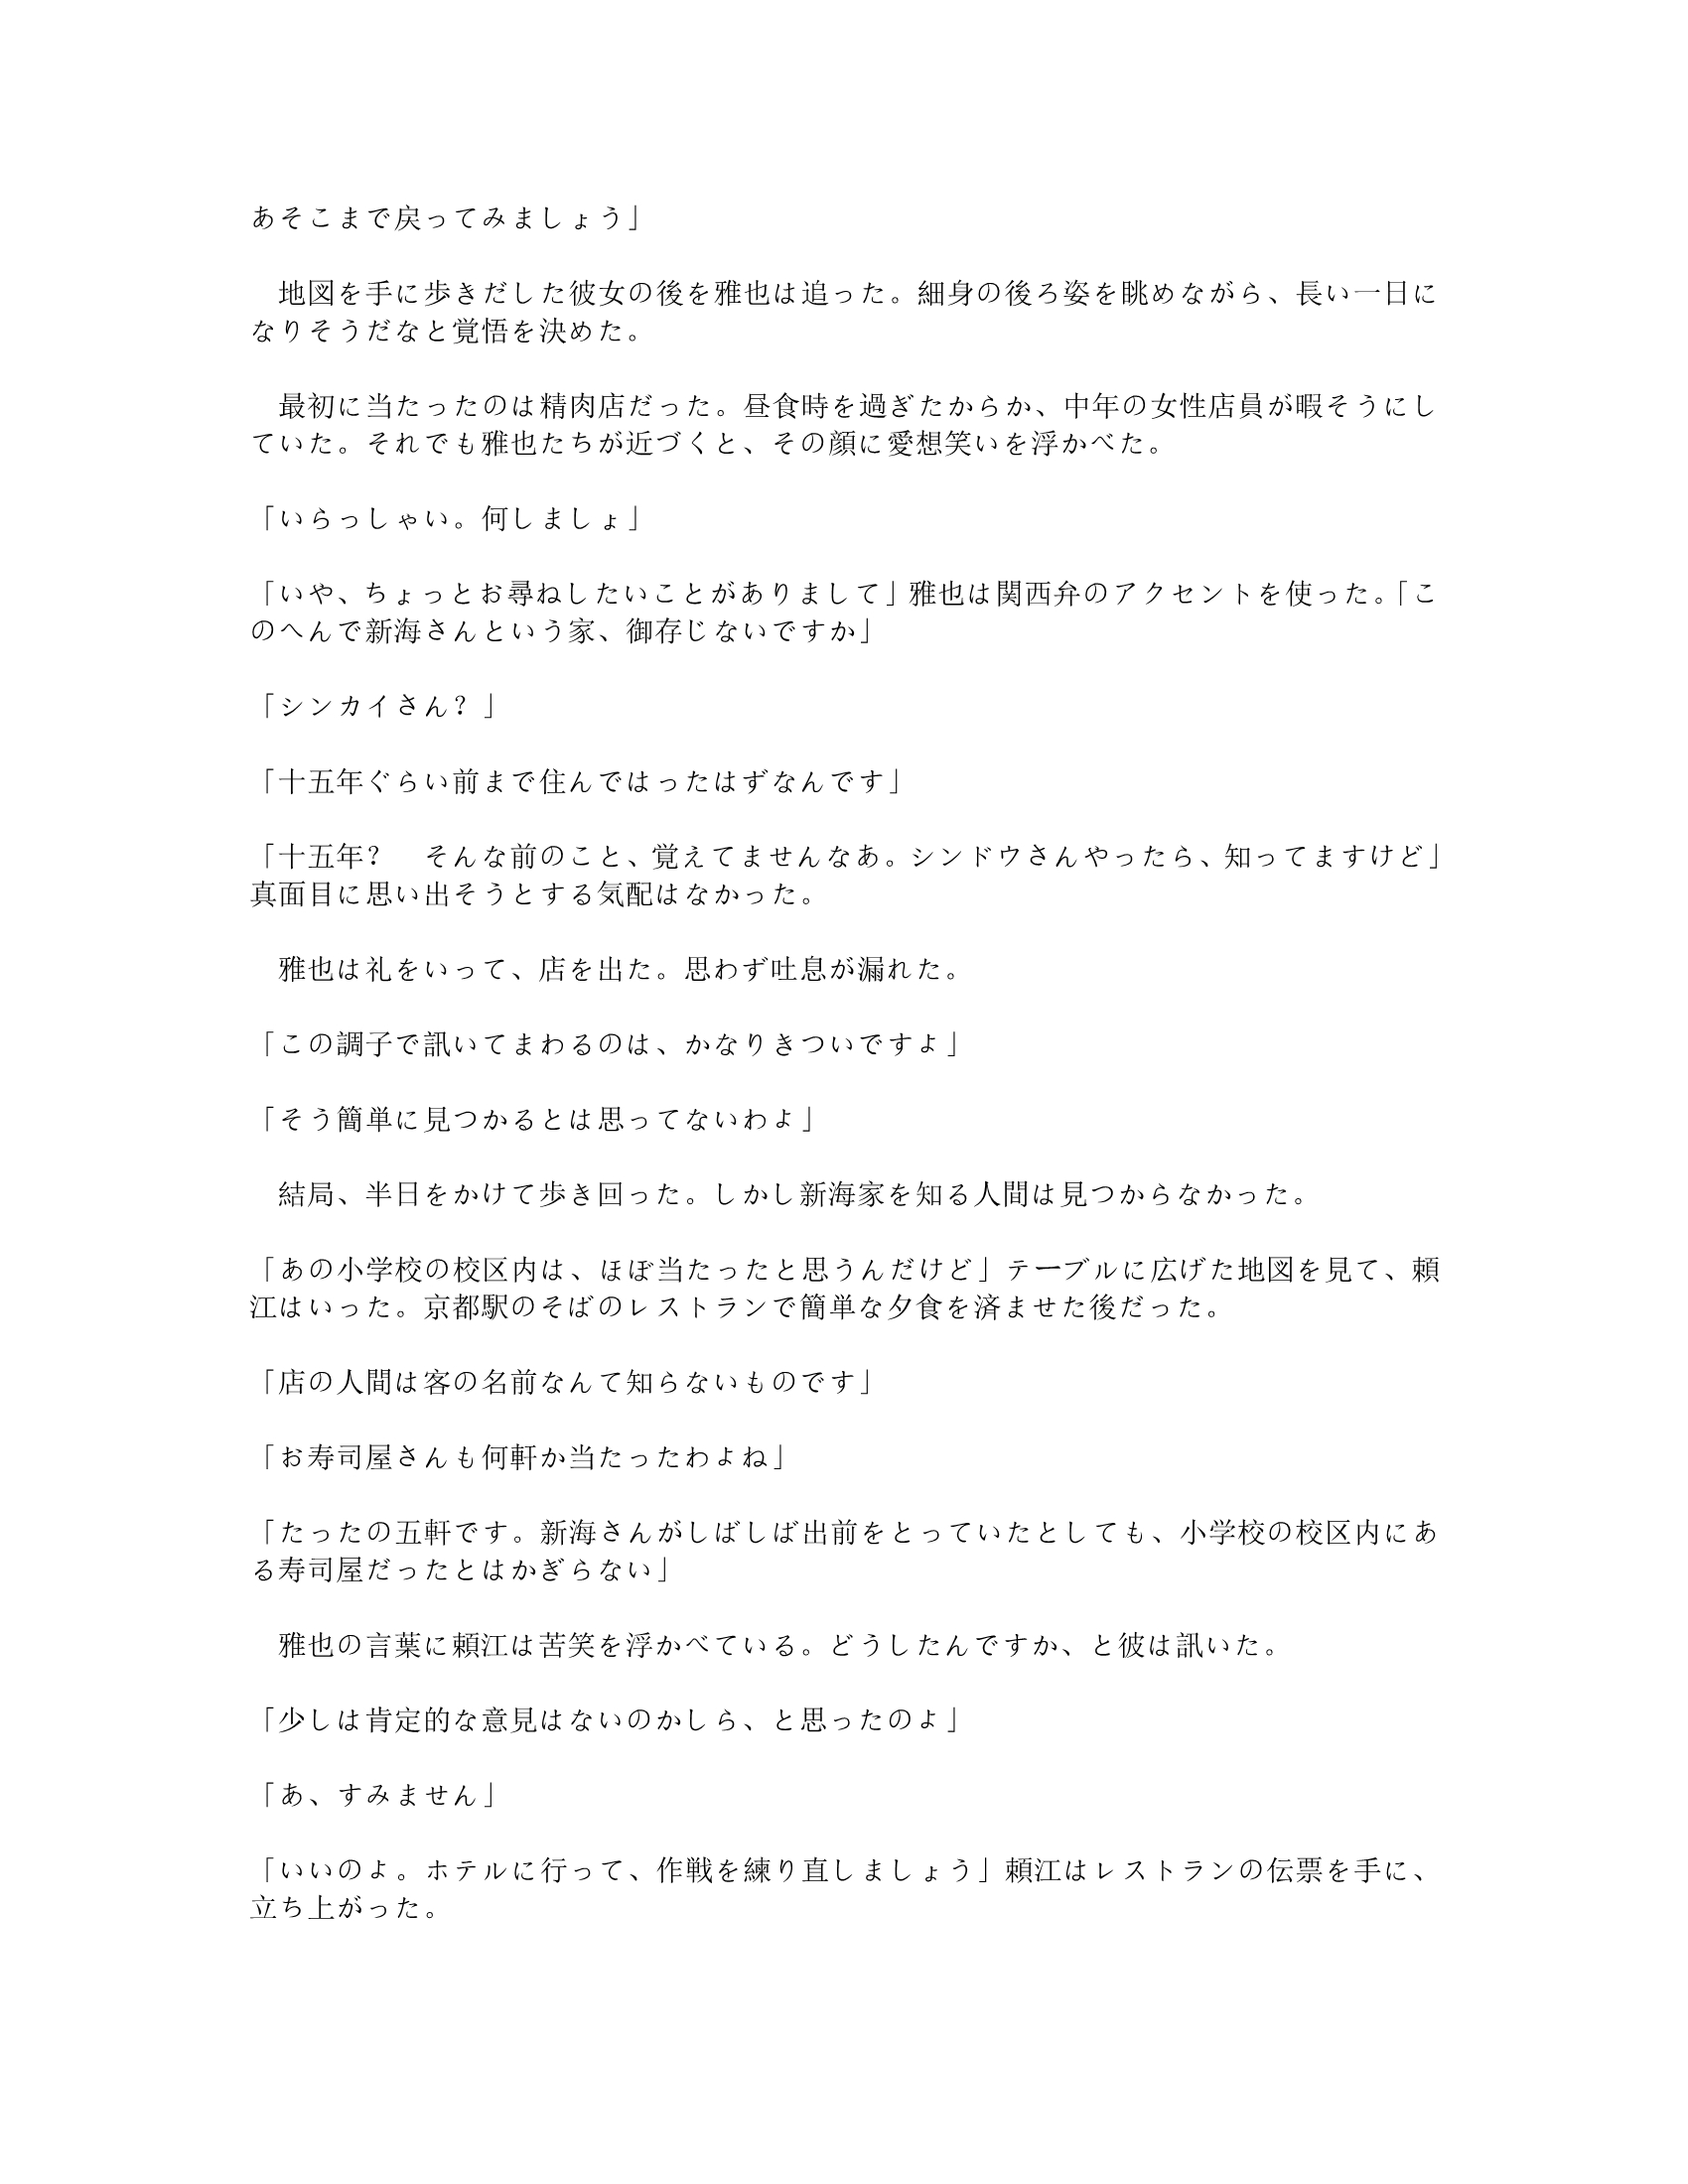 あそこまで戻ってみましょう」
　地図を手に歩きだした彼女の後を雅也は追った。細身の後ろ姿を眺めながら、長い一日に
なりそうだなと覚悟を決めた。
　最初に当たったのは精肉店だった。昼食時を過ぎたからか、中年の女性店員が暇そうにし
ていた。それでも雅也たちが近づくと、その顔に愛想笑いを浮かべた。
「いらっしゃい。何しましょ」
「いや、ちょっとお尋ねしたいことがありまして」雅也は関西弁のアクセントを使った。「こ
のへんで新海さんという家、御存じないですか」
「シンカイさん？」
「十五年ぐらい前まで住んではったはずなんです」
「十五年？　そんな前のこと、覚えてませんなあ。シンドウさんやったら、知ってますけど」
真面目に思い出そうとする気配はなかった。
　雅也は礼をいって、店を出た。思わず吐息が漏れた。
「この調子で訊いてまわるのは、かなりきついですよ」
「そう簡単に見つかるとは思ってないわよ」
　結局、半日をかけて歩き回った。しかし新海家を知る人間は見つからなかった。
「あの小学校の校区内は、ほぼ当たったと思うんだけど」テーブルに広げた地図を見て、頼
江はいった。京都駅のそばのレストランで簡単な夕食を済ませた後だった。
「店の人間は客の名前なんて知らないものです」
「お寿司屋さんも何軒か当たったわよね」
「たったの五軒です。新海さんがしばしば出前をとっていたとしても、小学校の校区内にあ
る寿司屋だったとはかぎらない」
　雅也の言葉に頼江は苦笑を浮かべている。どうしたんですか、と彼は訊いた。
「少しは肯定的な意見はないのかしら、と思ったのよ」
「あ、すみません」
「いいのよ。ホテルに行って、作戦を練り直しましょう」頼江はレストランの伝票を手に、
立ち上がった。